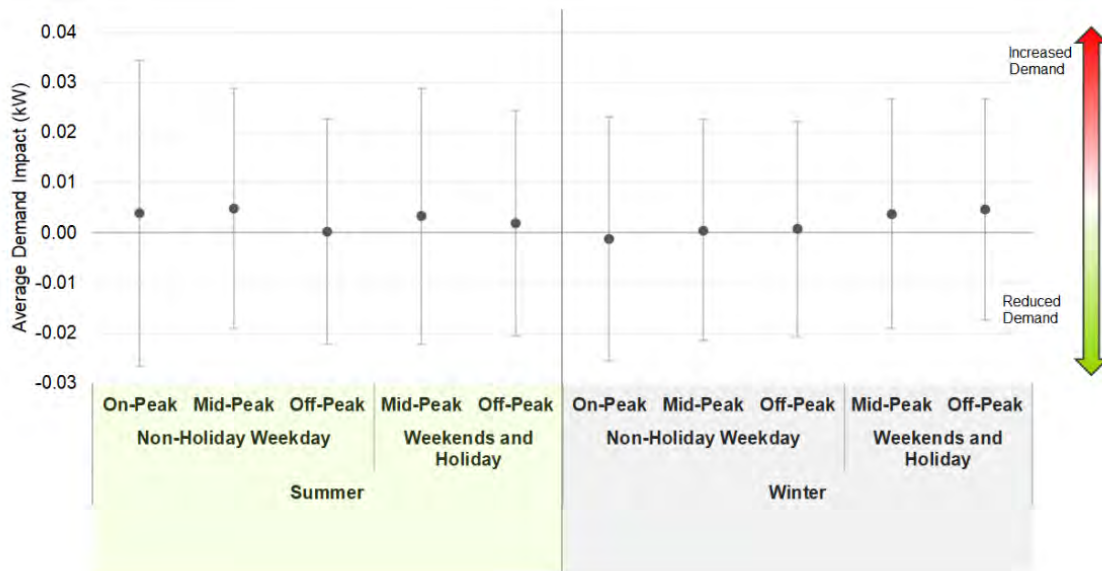 Average Demand Impact (kW)
0.04
0.03
0.02
0.01
0.00
-0.01
-0.02
-0.03
Increased
Demand
Reduced
Demand
On-Peak Mid-Peak Off-Peak Mid-Peak Off-Peak On-Peak Mid-Peak Off-Peak Mid-Peak Off-Peak
Non-Holiday Weekday Weekends and Non-Holiday Weekday Weekends and
Holiday Holiday
Summer Winter